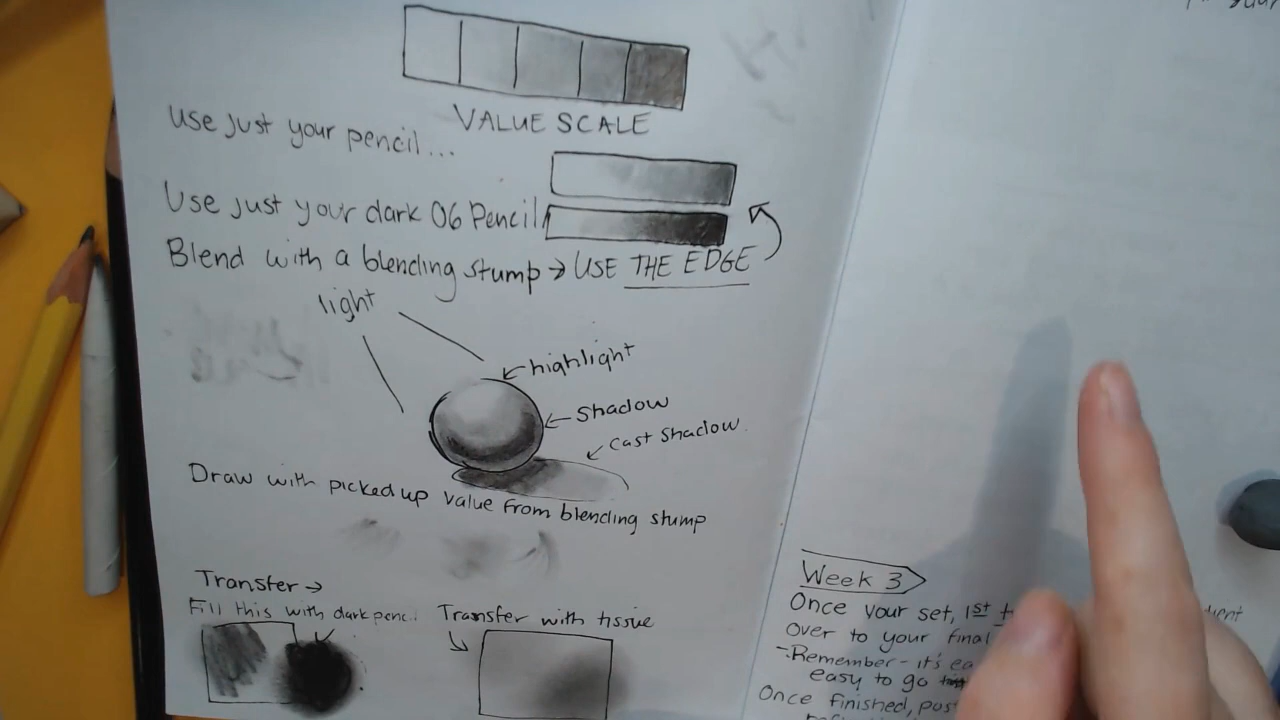 VALUE SCALE
Use just your pencil...
Use just your dark 06 Pencil
Blend with a blending stump → USE THE EDGE
light
highlight
Shadow
Cast Shadow.
Draw with picked up value from blending stump
Transfer →
Fill this with dark pencil
Transfer with tissue
Week 3
Once your set, 1st
over to your final
- Remember - it's
easy to go
Once finished,